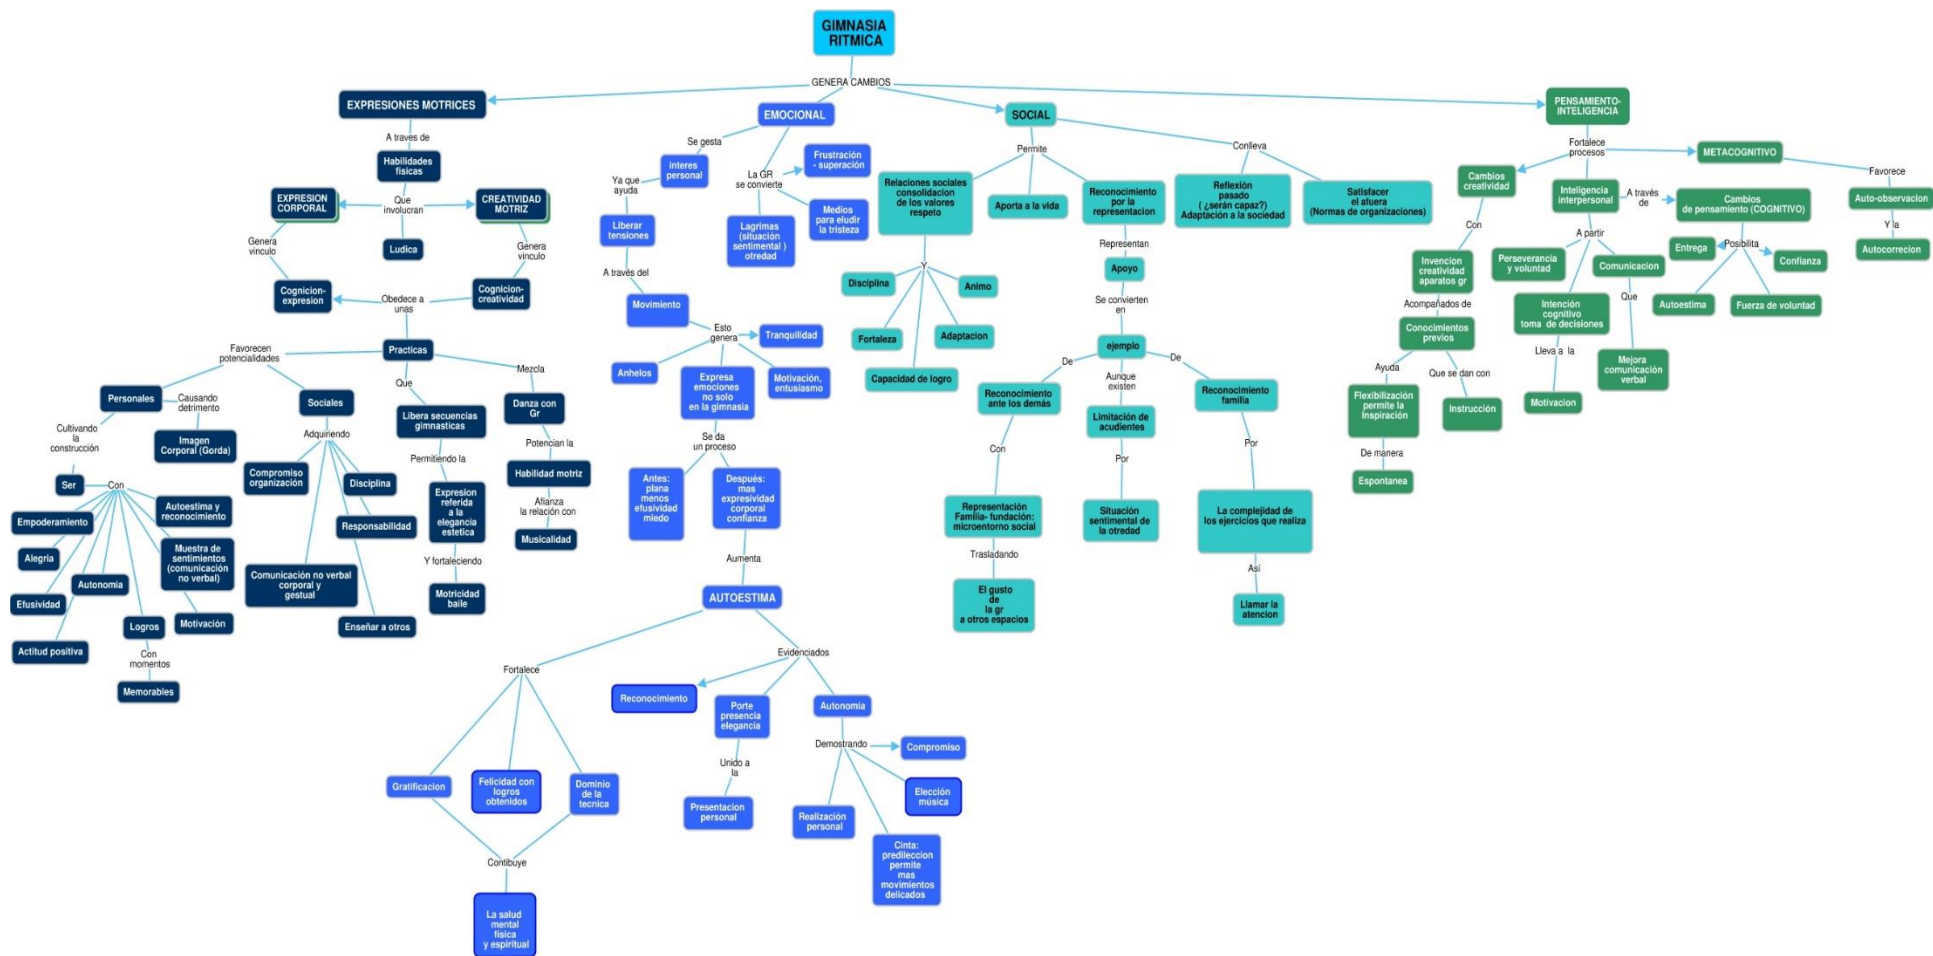 GIMNASIA
RITMICA
GENERA CAMBIOS
EXPRESIONES MOTRICES
A traves de
Habilidades
físicas
Que
involucran
EXPRESION
CORPORAL
CREATIVIDAD
MOTRIZ
Ludica
Genera
vinculo
Genera
vinculo
Cognicion-
expresion
Cognicion-
creatividad
Obedece a
unas
Practicas
Favorecen
potencialidades
Que
Mezcla
Personales
Causando
detrimento
Imagen
Corporal (Gorda)
Cultivando
la
construcción
Ser
Con
Empoderamiento
Alegria
Efusividad
Actitud positiva
Autonomia
Logros
Con
momentos
Memorables
Motivación
Muestra de
sentimientos
(comunicación
no verbal)
Autoestima y
reconocimiento
Sociales
Adquiriendo
Compromiso
organización
Disciplina
Responsabilidad
Comunicación no verbal
corporal y
gestual
Enseñar a otros
Libera secuencias
gimnasticas
Permitiendo la
Expresion
referida
a la
elegancia
estetica
Y fortaleciendo
Motricidad
baile
Danza con
Gr
Potencian la
Habilidad motriz
Afianza
la relación con
Musicalidad
EMOCIONAL
Se gesta
interes
personal
Ya que
ayuda
Liberar
tensiones
A través del
Movimiento
Esto
genera
Tranquilidad
Anhelos
Expresa
emociones
no solo
en la gimnasia
Motivación,
entusiasmo
Se da
un proceso
Antes:
plana
menos
efusividad
miedo
Después:
mas
expresividad
corporal
confianza
Aumenta
AUTOESTIMA
La GR
se convierte
Frustración
- superación
Medios
para eludir
la tristeza
Lagrimas
(situación
sentimental )
otredad
Fortalece
Gratificacion
Felicidad con
logros
obtenidos
Dominio
de la
tecnica
Contibuye
La salud
mental
física
y espiritual
Evidenciados
Reconocimiento
Porte
presencia
elegancia
Unido a
la
Presentacion
personal
Autonomía
Demostrando
Compromiso
Elección
música
Realización
personal
Cinta:
predileccion
permite
mas
movimientos
delicados
SOCIAL
Permite
Conlleva
Relaciones sociales
consolidacion
de los valores
respeto
Aporta a la vida
Reconocimiento
por la
representacion
Reflexión
pasado
( ¿serán capaz?)
Adaptación a la sociedad
Satisfacer
el afuera
(Normas de organizaciones)
Y
Disciplina
Animo
Fortaleza
Adaptacion
Capacidad de logro
Representan
Apoyo
Se convierten
en
ejemplo
De
Aunque
existen
De
Reconocimiento
ante los demás
Limitación de
acudientes
Reconocimiento
familia
Con
Por
Por
Representación
Familia- fundación:
microentorno social
Situación
sentimental de
la otredad
La complejidad de
los ejercicios que realiza
Trasladando
Así
El gusto
de
la gr
a otros espacios
Llamar la
atencion
PENSAMIENTO-
INTELIGENCIA
Fortalece
procesos
Cambios
creatividad
Inteligencia
interpersonal
METACOGNITIVO
Con
Invencion
creatividad
aparatos gr
Acompañados de
Conocimientos
previos
Ayuda
Que se dan con
Flexibilización
permite la
Inspiración
Instrucción
De manera
Espontanea
A través
de
Cambios
de pensamiento (COGNITIVO)
A partir
Perseverancia
y voluntad
Comunicacion
Intención
cognitivo
toma  de decisiones
Lleva a  la
Motivacion
Que
Mejora
comunicación
verbal
Posibilita
Entrega
Confianza
Autoestima
Fuerza de voluntad
Favorece
Auto-observacion
Y la
Autocorrecion